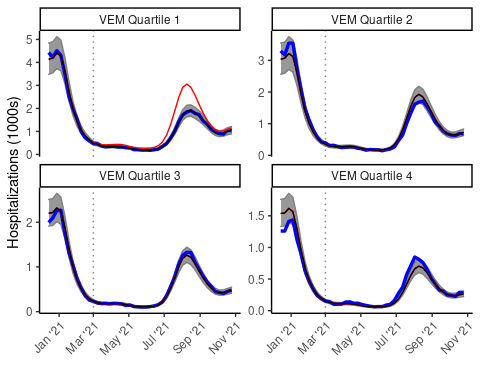 VEM Quartile 1
VEM Quartile 2
5
4
3
2
1
0
3
2
1
0
Hospitalizations (1000s)
VEM Quartile 3
VEM Quartile 4
2
1
0
1.5
1.0
0.5
0.0
Jan '21
Mar '21
May '21
Jul '21
Sep '21
Nov '21
Jan '21
Mar '21
May '21
Jul '21
Sep '21
Nov '21